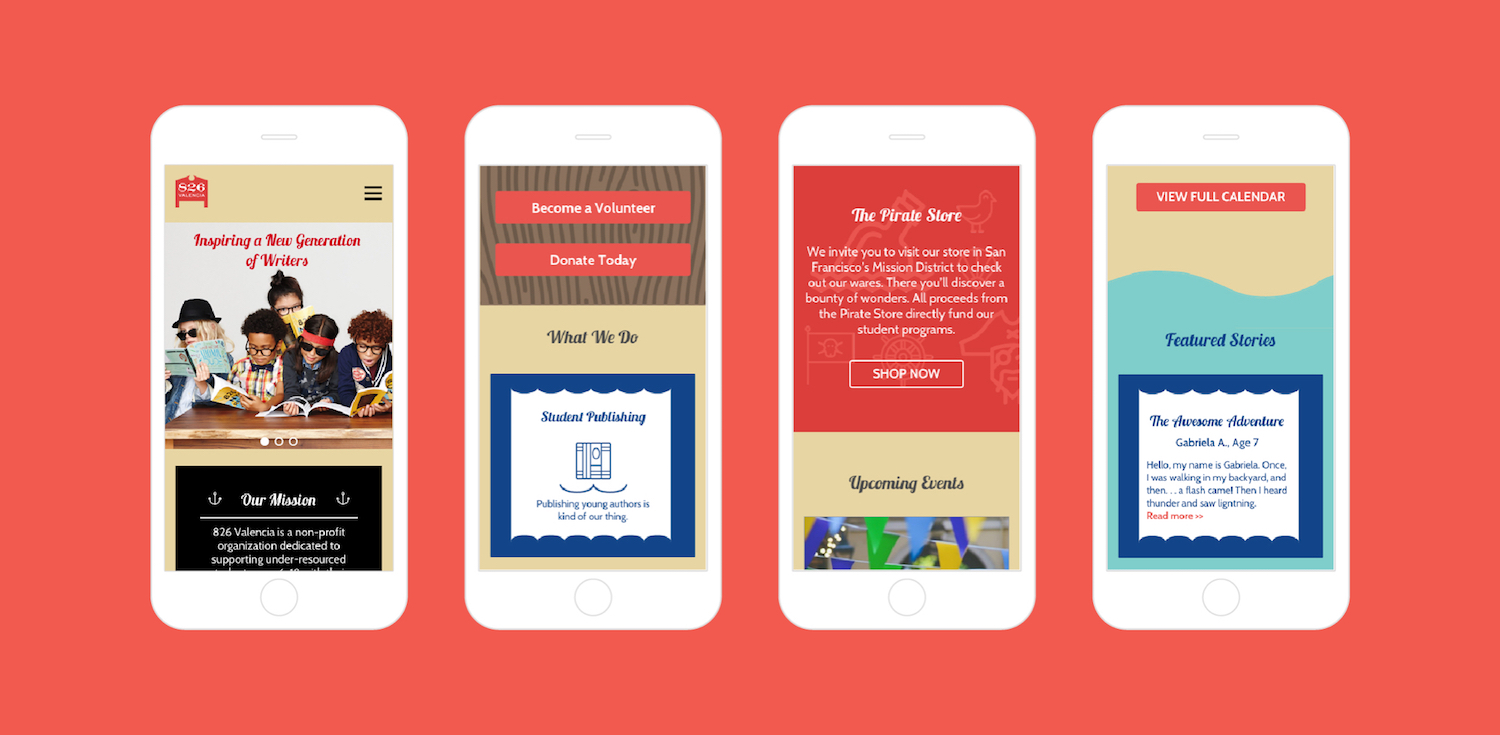 826
VALENCIA
Inspiring a New Generation
of Writers
Our Mission
826 Valencia is a non-profit
organization dedicated to
supporting under-resourced
Become a Volunteer
Donate Today
What We Do
Student Publishing
Publishing young authors is
kind of our thing.
The Pirate Store
We invite you to visit our store in San
Francisco's Mission District to check
out our wares. There you'll discover a
bounty of wonders. All proceeds from
the Pirate Store directly fund our
student programs.
SHOP NOW
Upcoming Events
VIEW FULL CALENDAR
Featured Stories
The Awesome Adventure
Gabriela A., Age 7
Hello, my name is Gabriela. Once,
I was walking in my backyard, and
then. . . a flash came! Then I heard
thunder and saw ligntning.
Read more >>